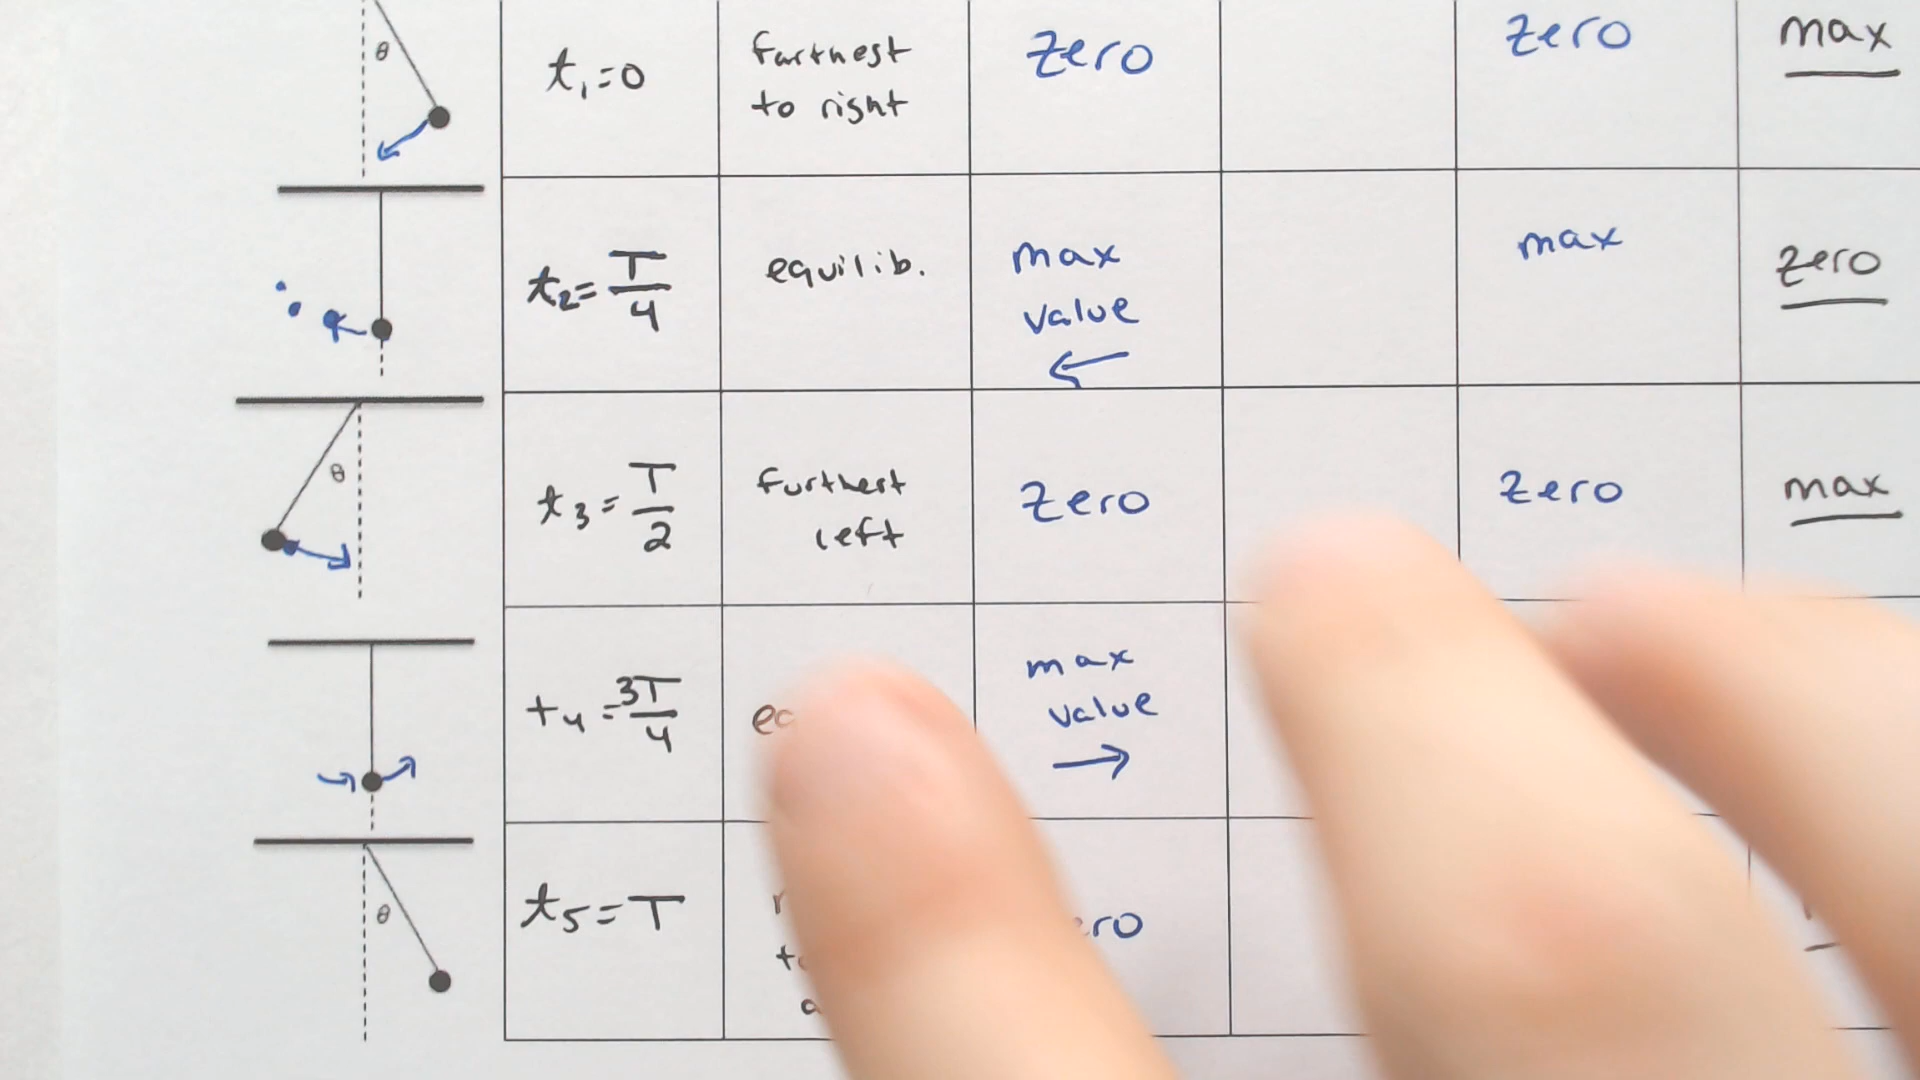 θ
t₁=0
farthest
to right
zero
zero
max
t₂=T/4
equilib.
max
value
max
zero
θ
t₃=T/2
furthest
left
zero
zero
max
t₄=3T/4
max
value
θ
t₅=T